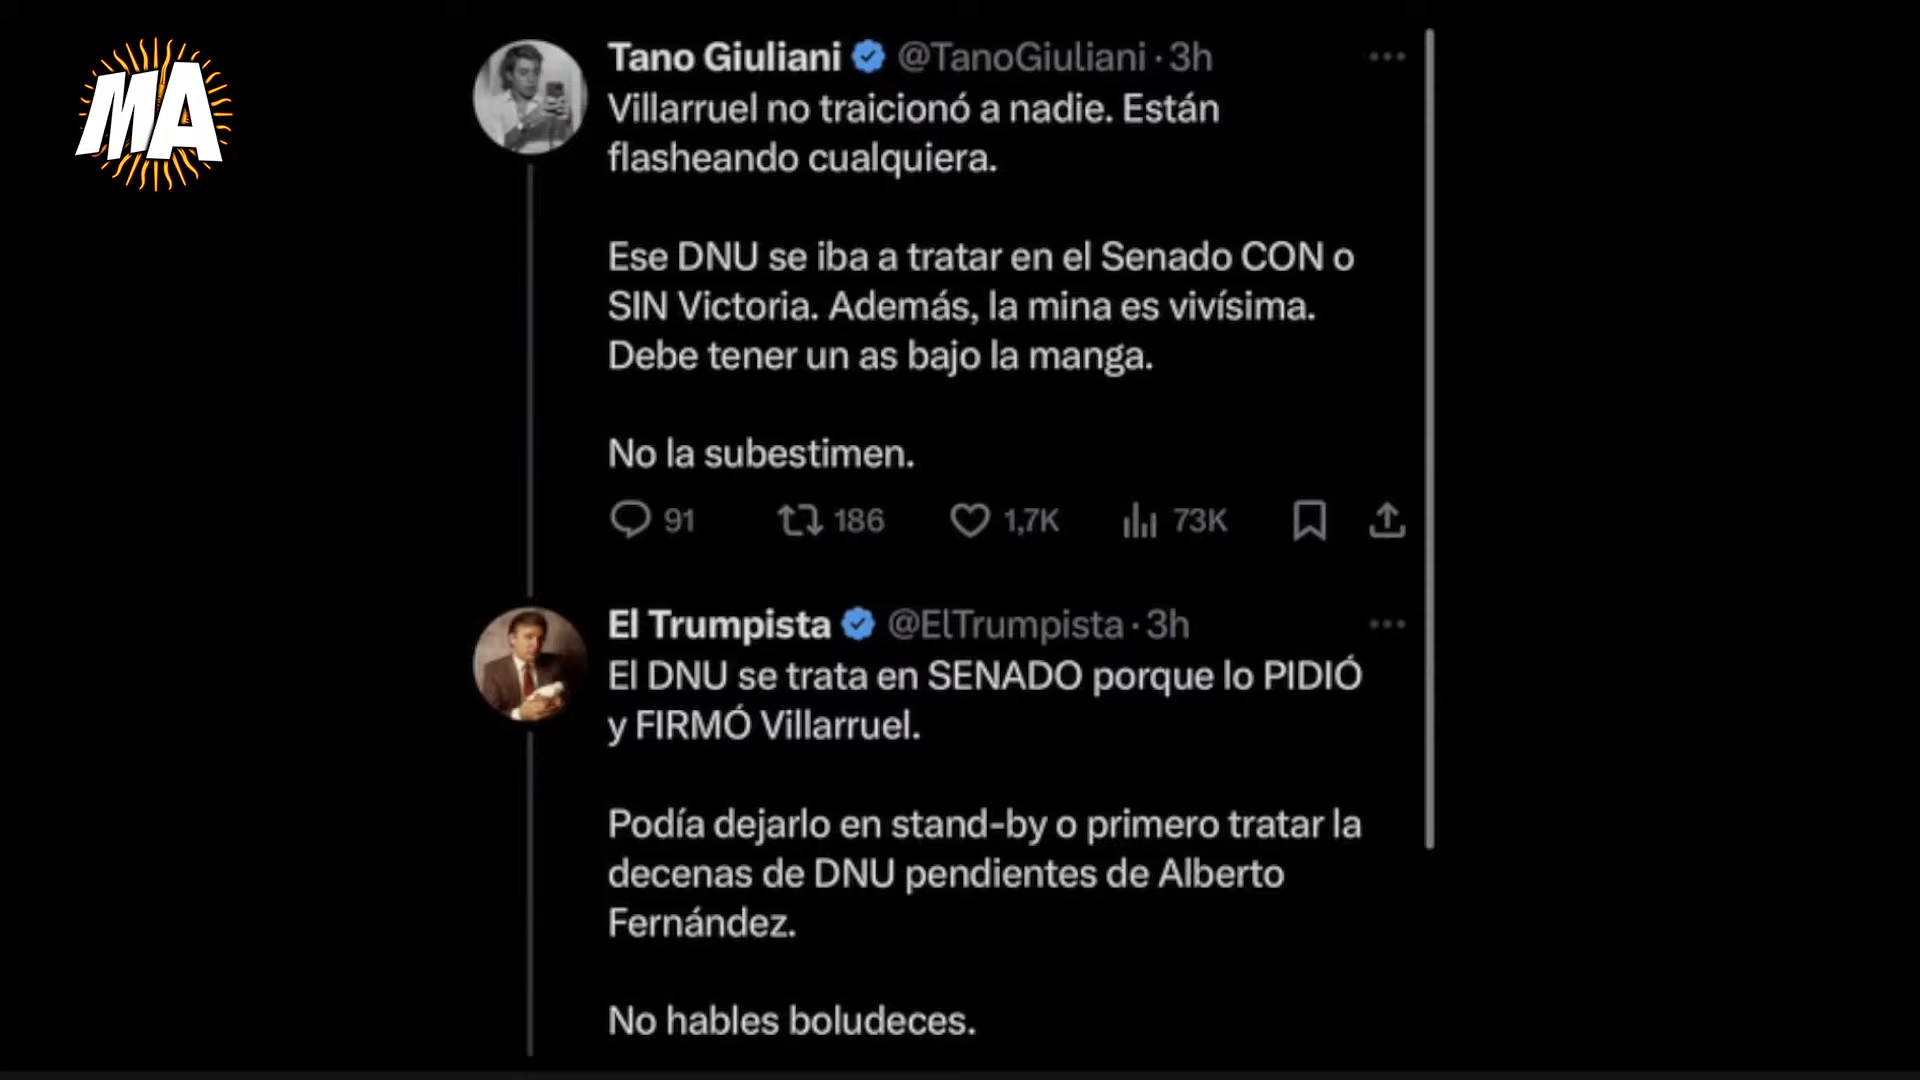 MA
Tano Giuliani @TanoGiuliani · 3h
Villarruel no traicionó a nadie. Están
flasheando cualquiera.
Ese DNU se iba a tratar en el Senado CON o
SIN Victoria. Además, la mina es vivísima.
Debe tener un as bajo la manga.
No la subestimen.
91 186 1,7K 73K
El Trumpista @ElTrumpista · 3h
El DNU se trata en SENADO porque lo PIDIÓ
y FIRMÓ Villarruel.
Podía dejarlo en stand-by o primero tratar la
decenas de DNU pendientes de Alberto
Fernández.
No hables boludeces.